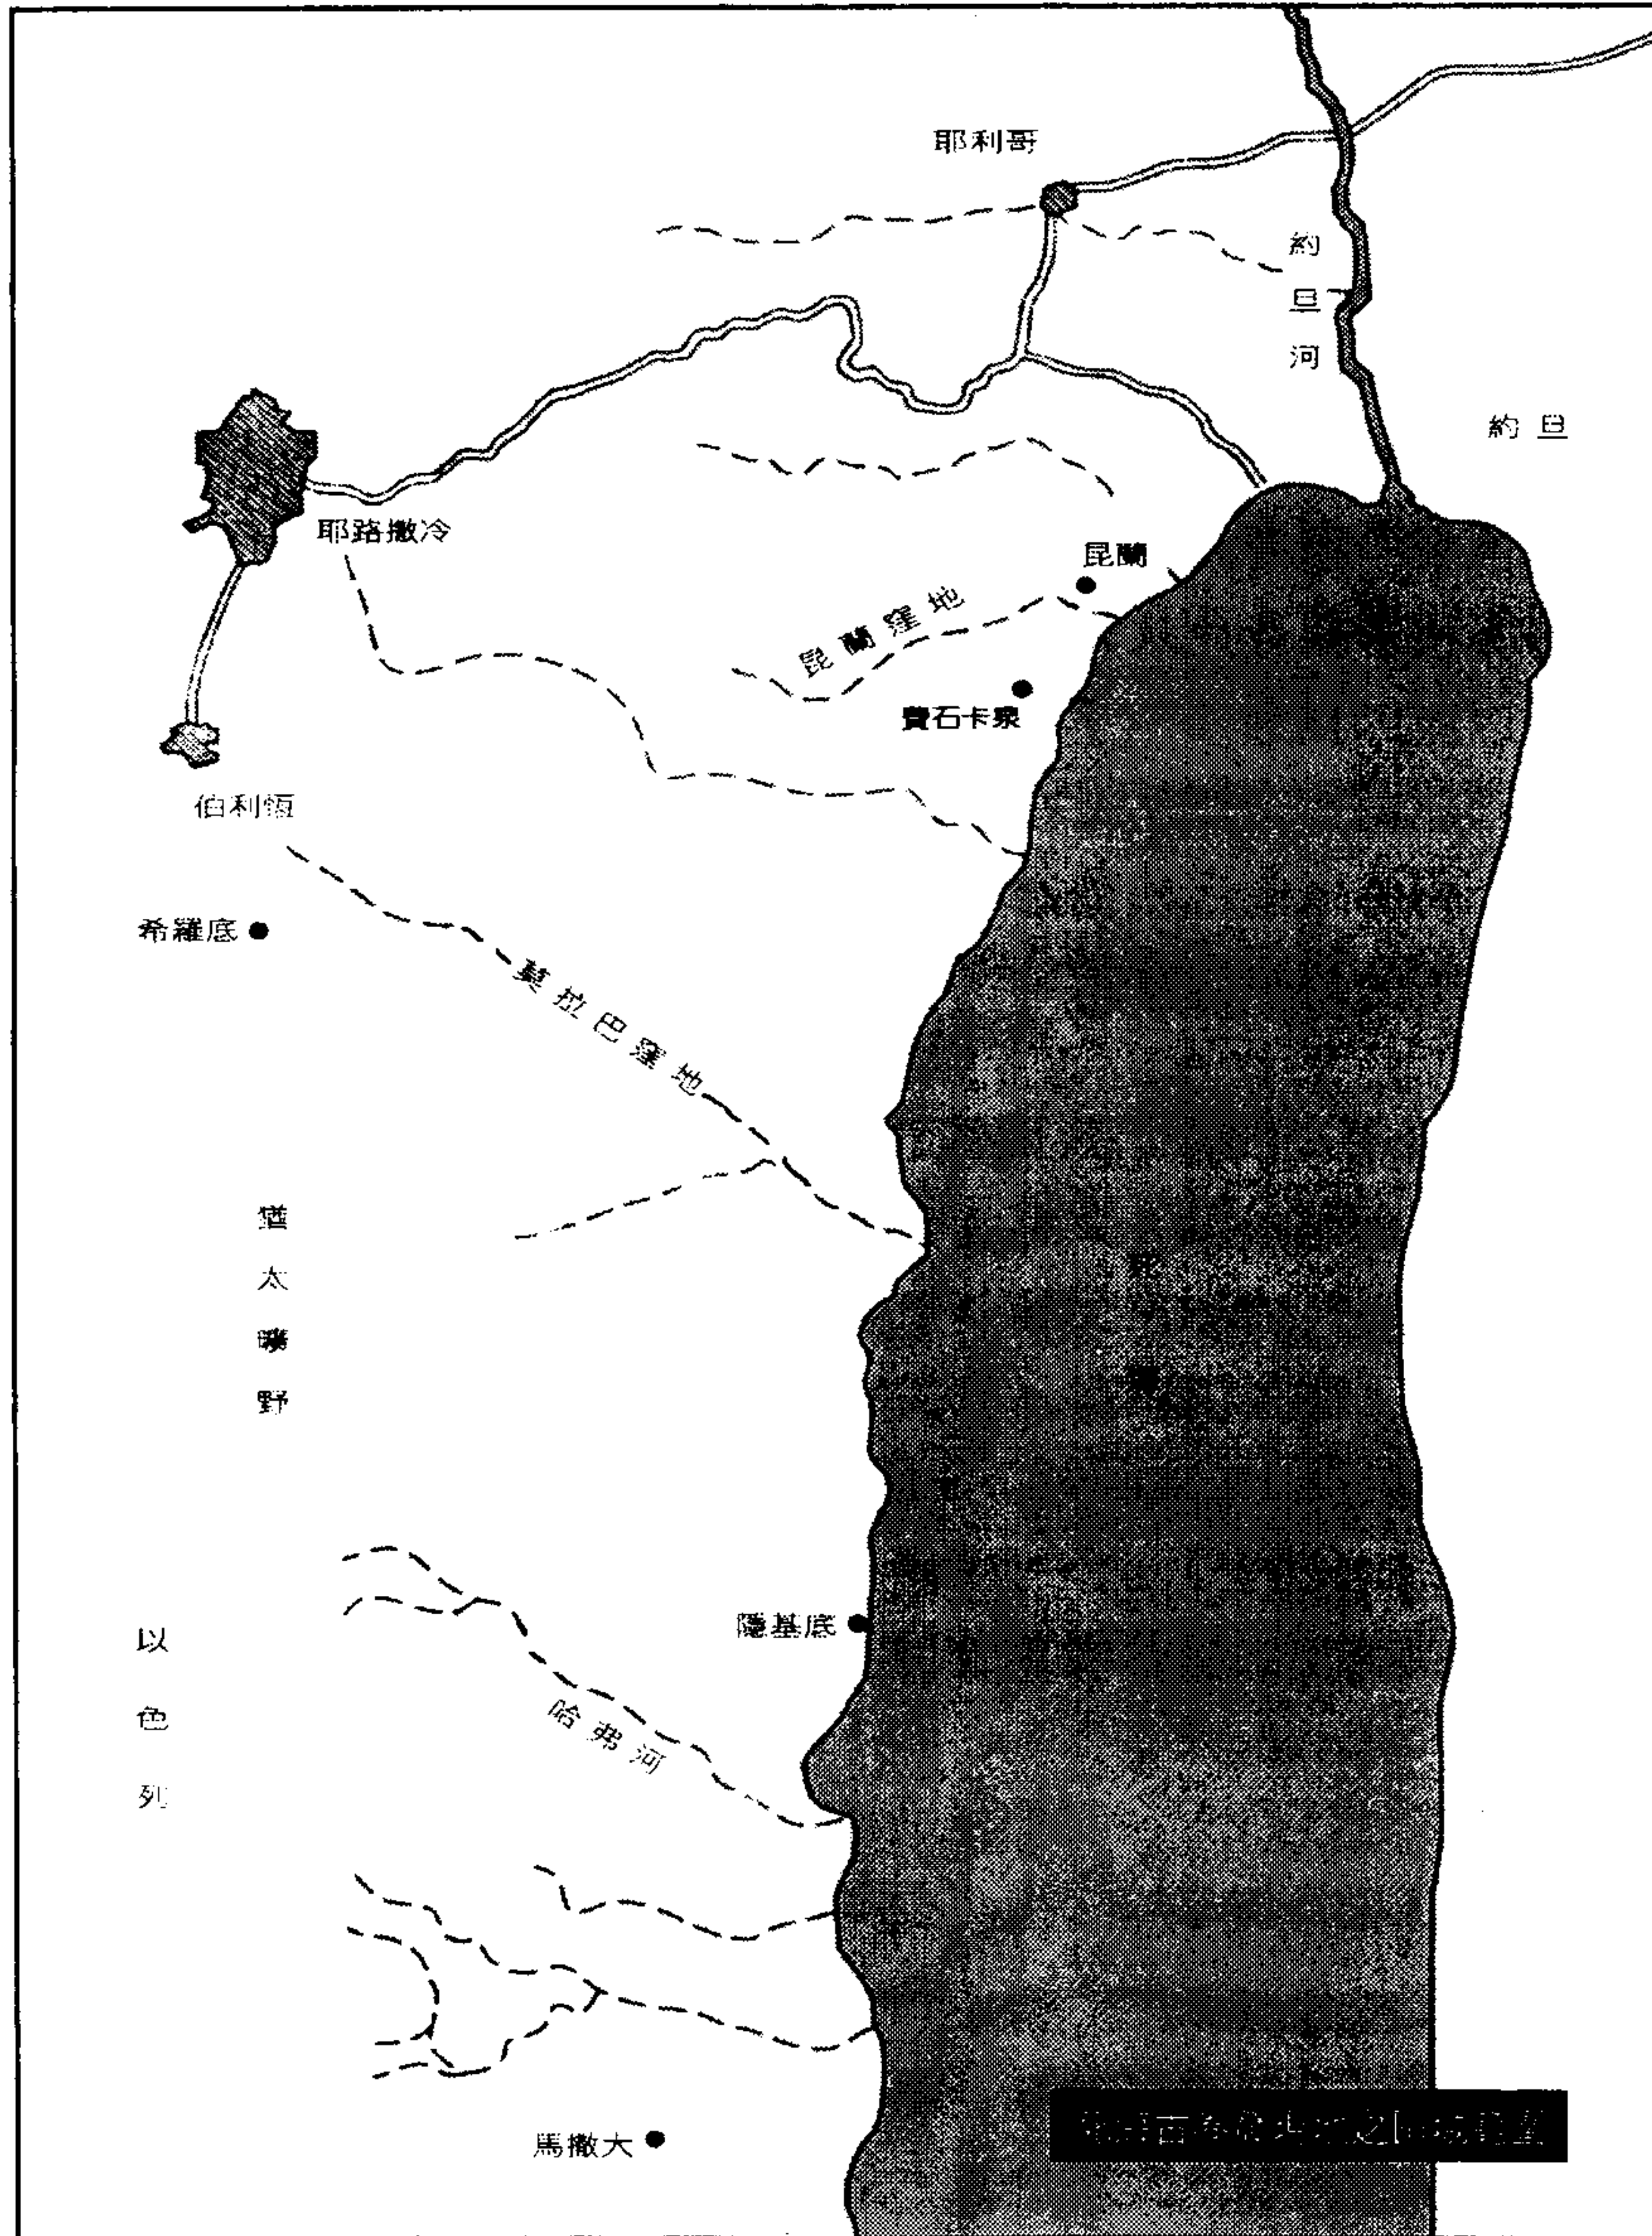 耶利哥
約旦河
約旦
耶路撒冷
昆蘭
昆蘭窪地
費石卡泉
伯利恆
希羅底
莫拉巴窪地
猶太曠野
死海
隱基底
以色列
哈弗河
馬撒大